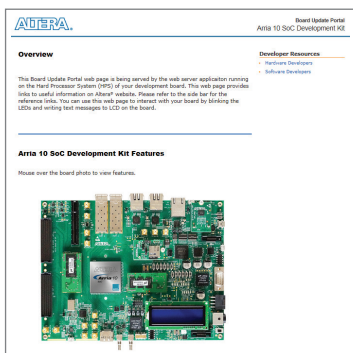 ALTERA.
Board Update Portal
Arria 10 SoC Development Kit
Overview
Developer Resources
Hardware Developers
Software Developers
This Board Update Portal web page is being served by the web server applicaiton running
on the Hard Processor System (HPS) of your development board. This web page provides
links to useful information on Altera® website. Please refer to the side bar for the
reference links. You can use this web page to interact with your board by blinking the
LEDs and writing text messages to LCD on the board.
Arria 10 SoC Development Kit Features
Mouse over the board photo to view features.